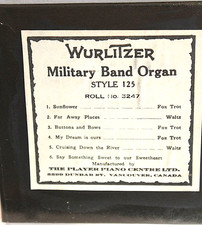 WURLITZER
Military Band Organ
STYLE 125
ROLL No. 3247
1. Sunflower Fox Trot
2. Far Away Places Waltz
3. Buttons and Bows Fox Trot
4. My Dream is ours Fox Trot
5. Cruising Down the River Waltz
6. Say Something Sweet to our Sweetheart
Manufactured by
THE PLAYER PIANO CENTRE LTD.
DUNBAR ST. VANCOUVER, CANADA